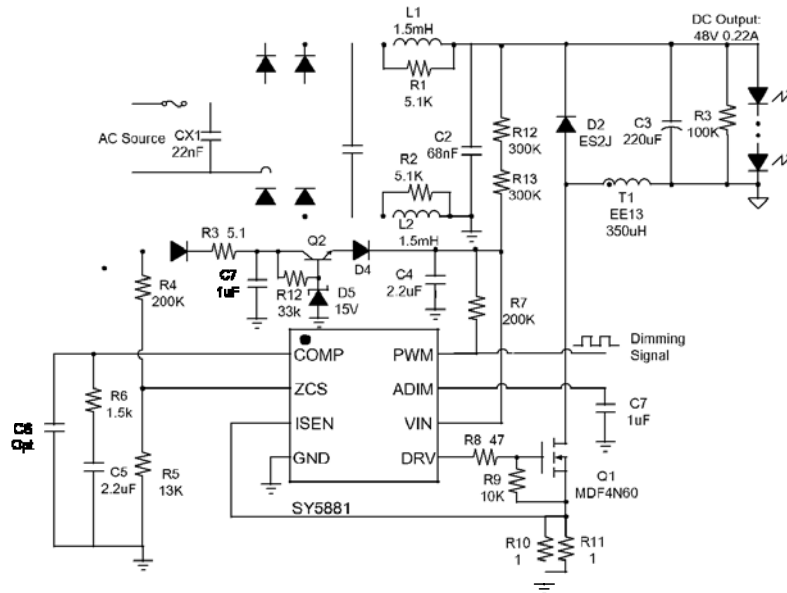 L1
1.5mH
R1
5.1K
DC Output:
48V 0.22A
AC Source
CX1
22nF
C2
68nF
R12
300K
R13
300K
D2
ES2J
C3
220uF
R3
100K
R2
5.1K
L2
1.5mH
T1
EE13
350uH
R3 5.1
Q2
D4
R4
200K
C7
1uF
R12
33k
D5
15V
C4
2.2uF
R7
200K
COMP
ZCS
ISEN
GND
PWM
ADIM
VIN
DRV
Dimming
Signal
C7
1uF
R6
1.5k
C6
Opt
C5
2.2uF
R5
13K
R8 47
R9
10K
Q1
MDF4N60
SY5881
R10
1
R11
1